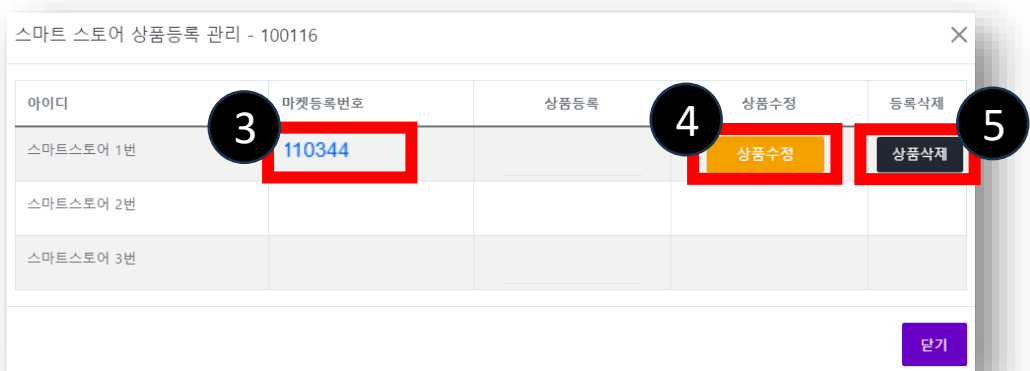 스마트 스토어 상품등록 관리 - 100116
아이디 마켓등록번호 상품등록 상품수정 등록삭제
3 4 5
스마트스토어 1번 110344 상품수정 상품삭제
스마트스토어 2번
스마트스토어 3번
닫기